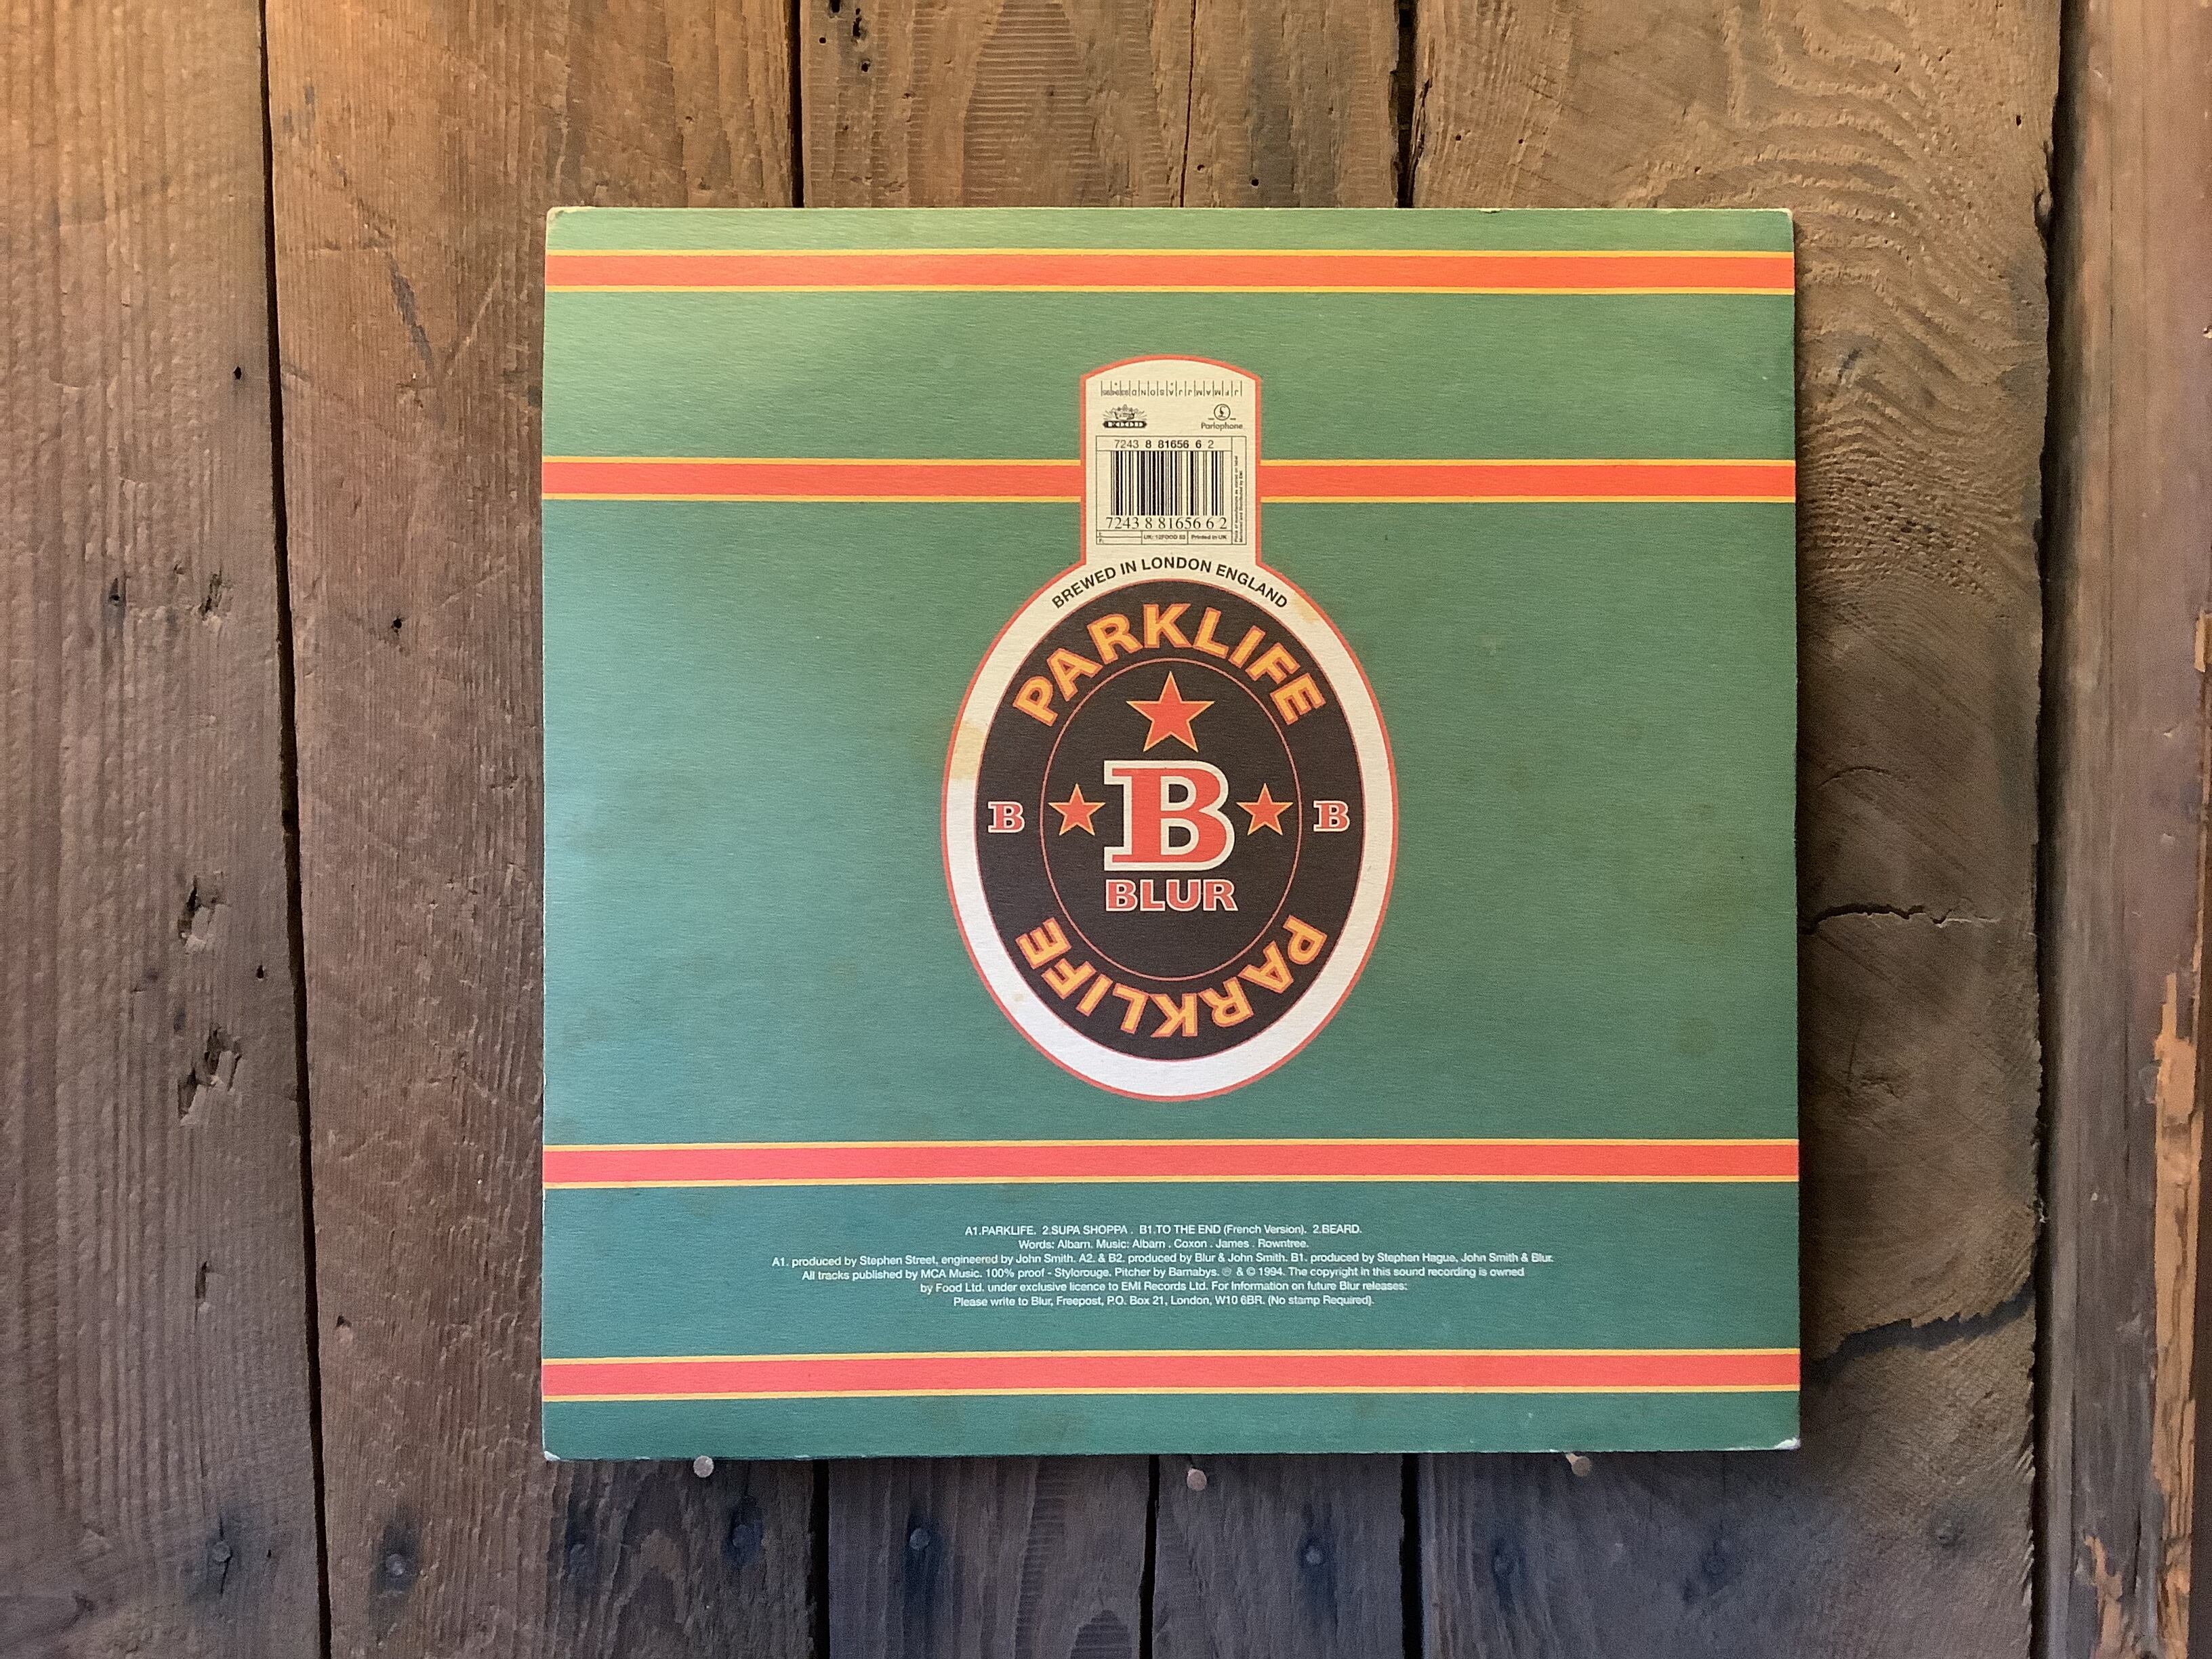 J F M A M J J A S O N D
FOOD
Parlophone
7243 8 81656 6 2
7243 8 81656 6 2
UK: 12FOOD 53
Printed in UK
BREWED IN LONDON ENGLAND
PARKLIFE
B
B
B
BLUR
PARKLIFE
A1.PARKLIFE. 2.SUPA SHOPPA . B1.TO THE END (French Version). 2.BEARD.
Words: Albarn. Music: Albarn . Coxon . James . Rowntree.
A1. produced by Stephen Street, engineered by John Smith. A2. & B2. produced by Blur & John Smith. B1. produced by Stephen Hague, John Smith & Blur.
All tracks published by MCA Music. 100% proof - Stylorouge. Pitcher by Barnabys. ℗ & © 1994. The copyright in this sound recording is owned
by Food Ltd. under exclusive licence to EMI Records Ltd. For Information on future Blur releases:
Please write to Blur, Freepost, P.O. Box 21, London, W10 6BR. (No stamp Required).